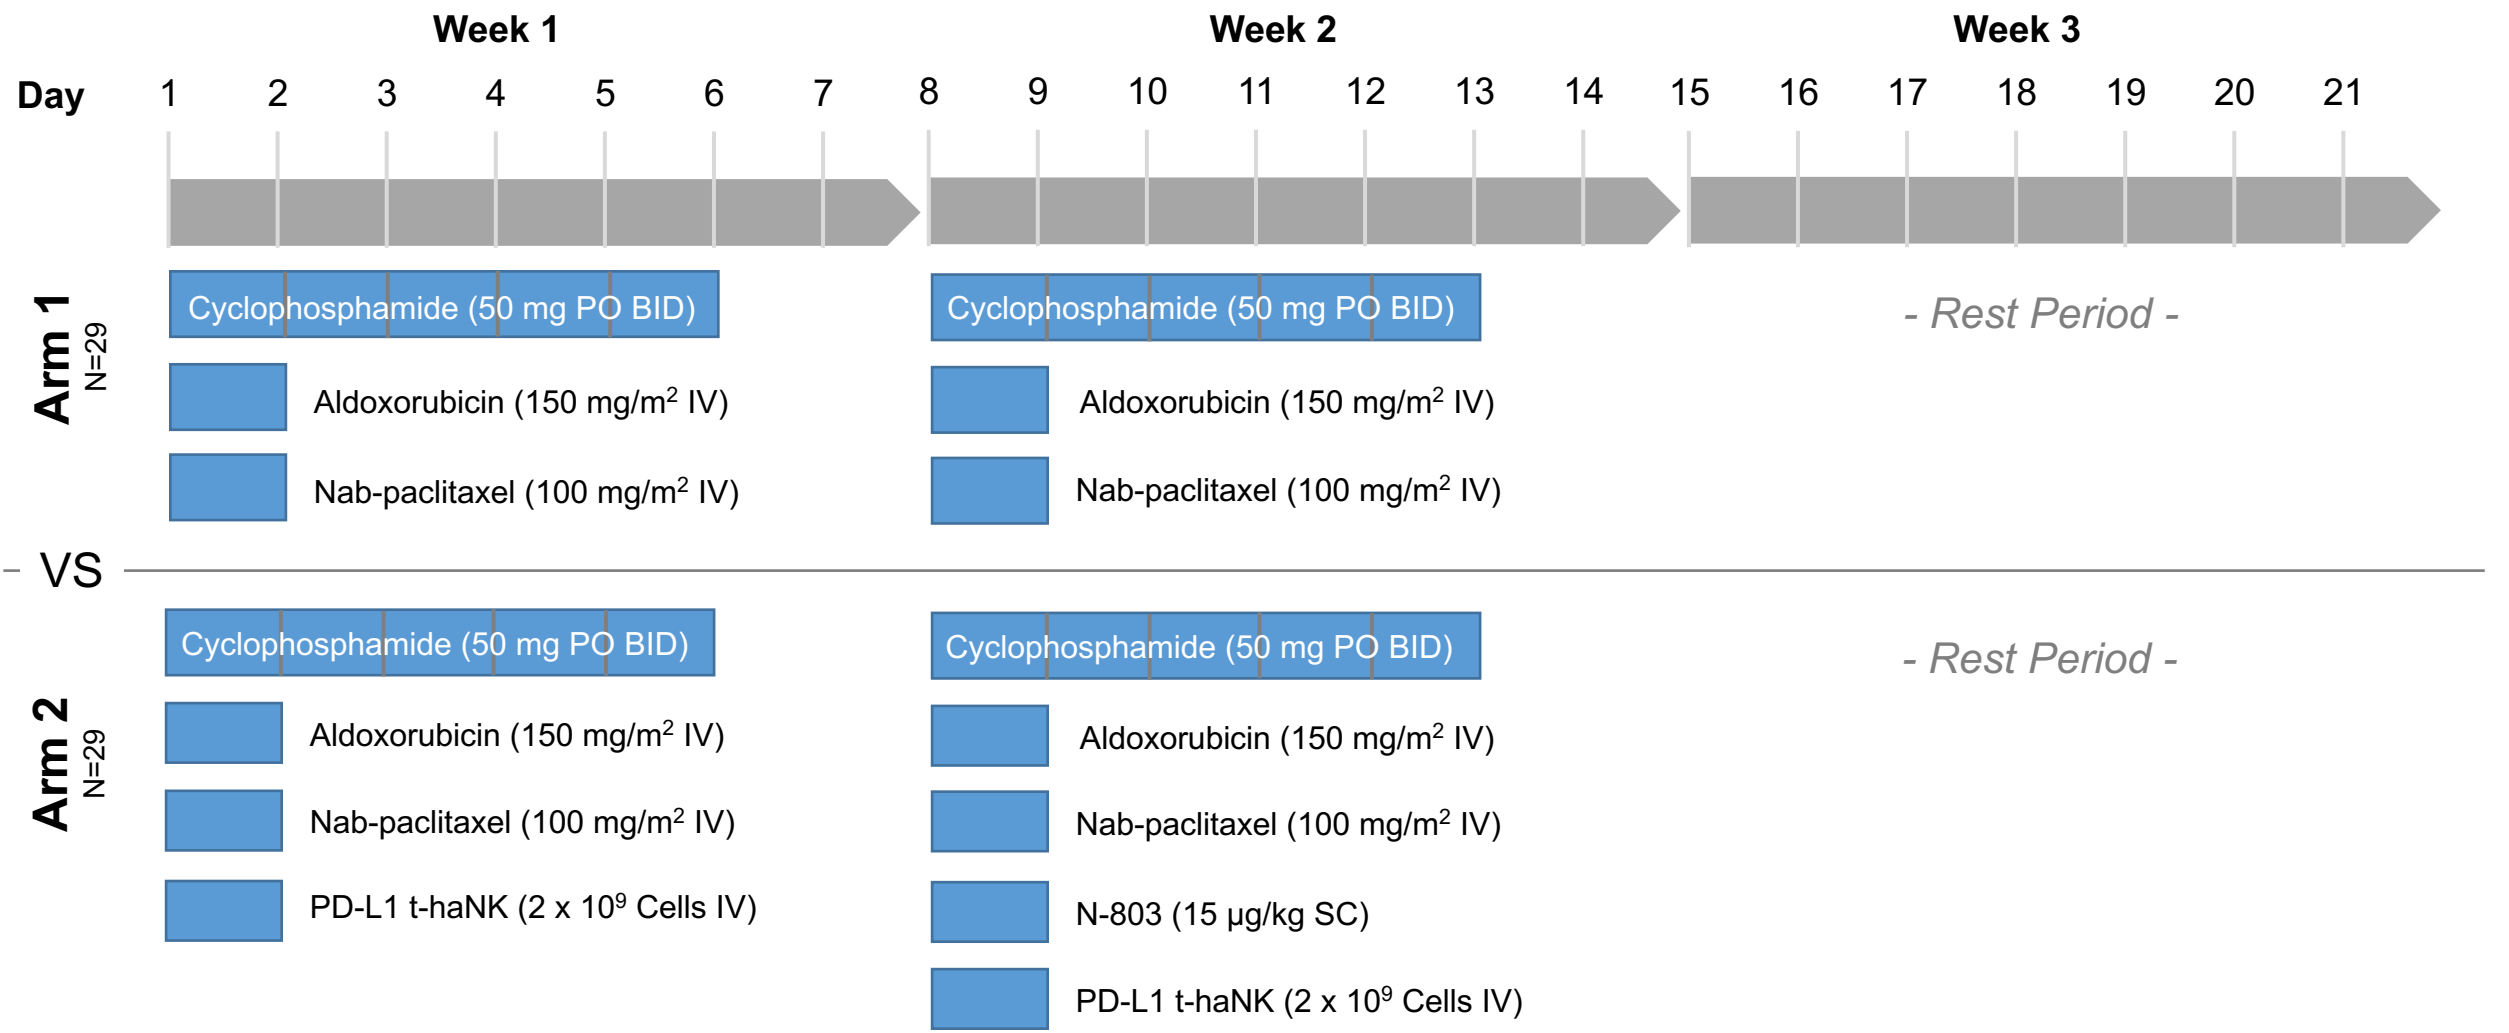 Week 1 Week 2 Week 3
Day 1 2 3 4 5 6 7 8 9 10 11 12 13 14 15 16 17 18 19 20 21
Arm 1
N=29
Cyclophosphamide (50 mg PO BID) Cyclophosphamide (50 mg PO BID) - Rest Period -
Aldoxorubicin (150 mg/m² IV) Aldoxorubicin (150 mg/m² IV)
Nab-paclitaxel (100 mg/m² IV) Nab-paclitaxel (100 mg/m² IV)
VS
Arm 2
N=29
Cyclophosphamide (50 mg PO BID) Cyclophosphamide (50 mg PO BID) - Rest Period -
Aldoxorubicin (150 mg/m² IV) Aldoxorubicin (150 mg/m² IV)
Nab-paclitaxel (100 mg/m² IV) Nab-paclitaxel (100 mg/m² IV)
PD-L1 t-haNK (2 x 10⁹ Cells IV) N-803 (15 µg/kg SC)
PD-L1 t-haNK (2 x 10⁹ Cells IV)